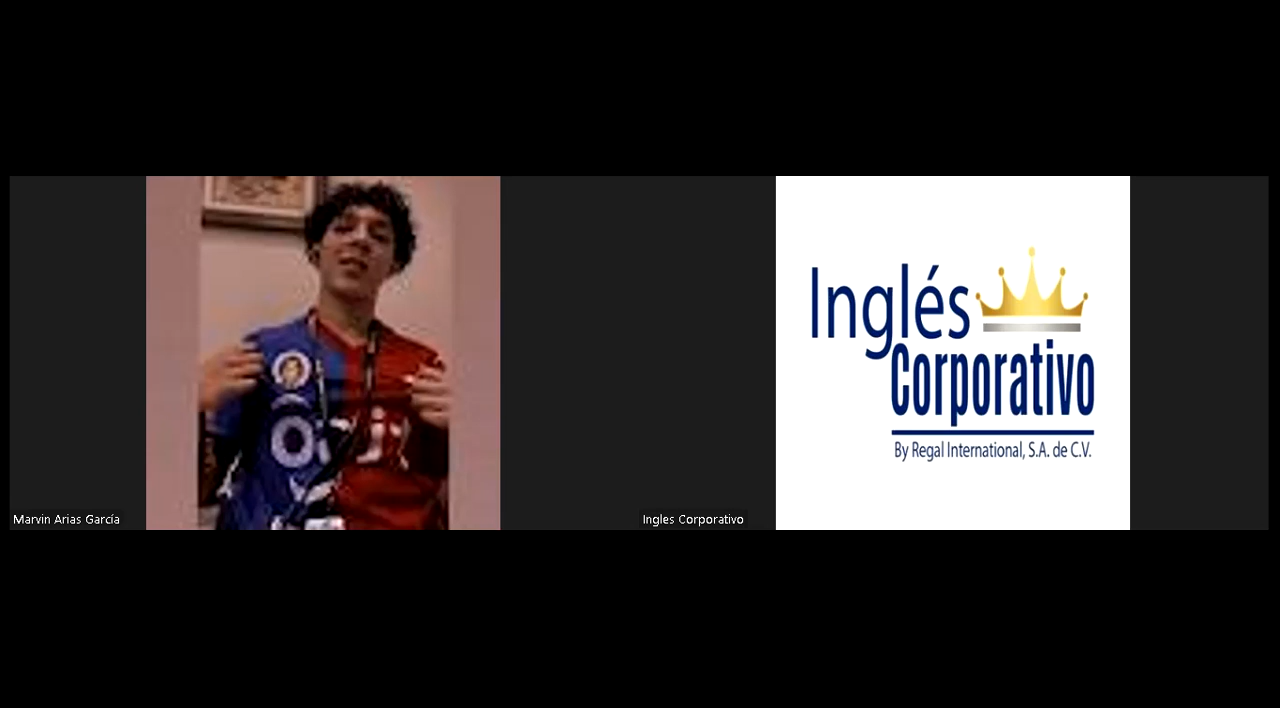 Marvin Arias García
Inglés
Corporativo
By Regal International, S.A. de C.V.
Ingles Corporativo